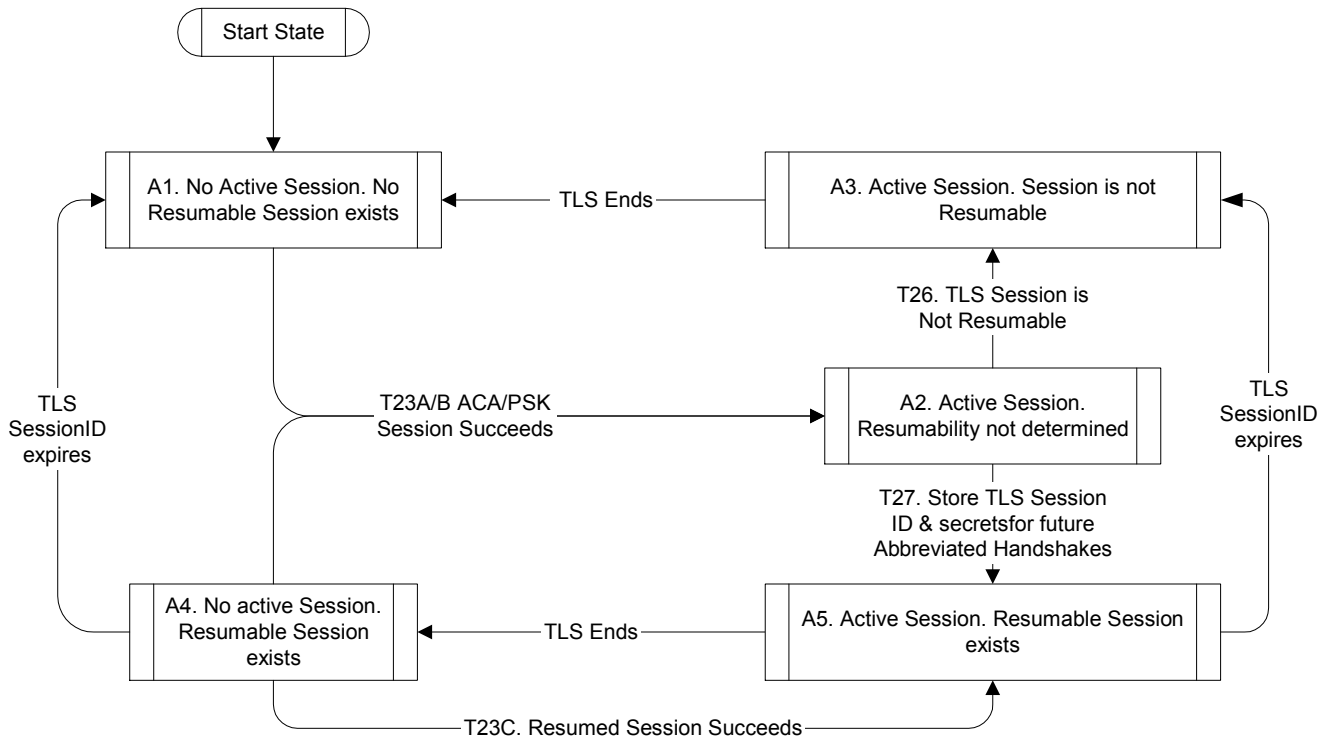 Start State
A1. No Active Session. No
Resumable Session exists
TLS Ends
A3. Active Session. Session is not
Resumable
T26. TLS Session is
Not Resumable
TLS
SessionID
expires
T23A/B ACA/PSK
Session Succeeds
A2. Active Session.
Resumability not determined
TLS
SessionID
expires
T27. Store TLS Session
ID & secretsfor future
Abbreviated Handshakes
A4. No active Session.
Resumable Session
exists
TLS Ends
A5. Active Session. Resumable Session
exists
T23C. Resumed Session Succeeds